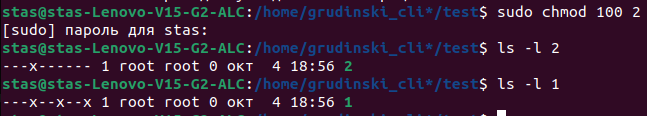 stas@stas-Lenovo-V15-G2-ALC:/home/grudinski_cli*/test$ sudo chmod 100 2
[sudo] пароль для stas:
stas@stas-Lenovo-V15-G2-ALC:/home/grudinski_cli*/test$ ls -l 2
---x------ 1 root root 0 окт  4 18:56 2
stas@stas-Lenovo-V15-G2-ALC:/home/grudinski_cli*/test$ ls -l 1
---x--x--x 1 root root 0 окт  4 18:56 1